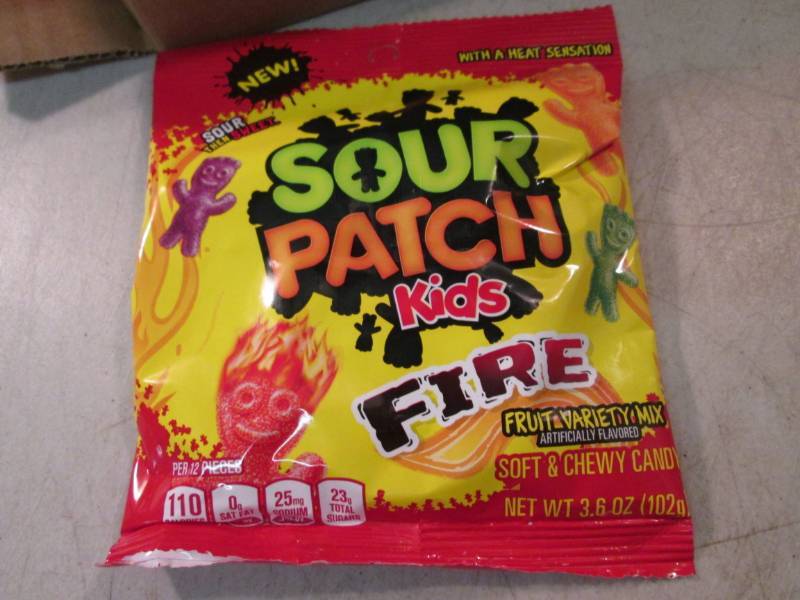 NEW!
WITH A HEAT SENSATION
SOUR
THEN SWEET
SOUR
PATCH
Kids
FIRE
FRUIT VARIETY MIX
ARTIFICIALLY FLAVORED
SOFT & CHEWY CANDY
NET WT 3.6 OZ (102g)
PER 12 PIECES
110 CALORIES
0g SAT FAT
25mg SODIUM
23g TOTAL SUGARS